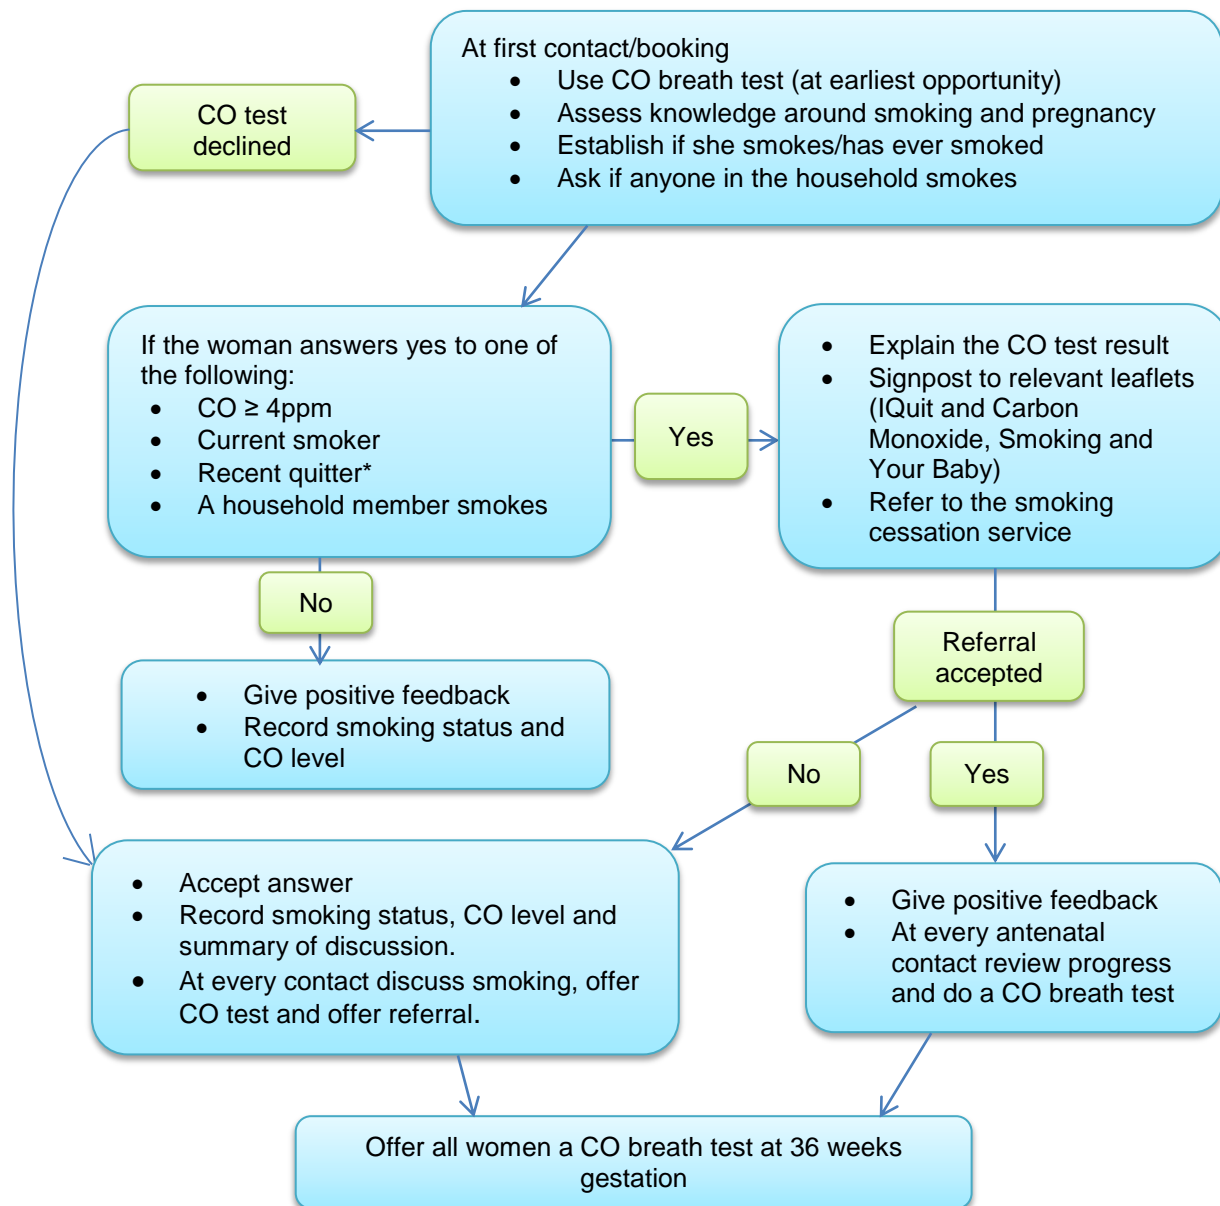 At first contact/booking
• Use CO breath test (at earliest opportunity)
• Assess knowledge around smoking and pregnancy
• Establish if she smokes/has ever smoked
• Ask if anyone in the household smokes
CO test
declined
If the woman answers yes to one of
the following:
• CO ≥ 4ppm
• Current smoker
• Recent quitter*
• A household member smokes
Yes
• Explain the CO test result
• Signpost to relevant leaflets
(IQuit and Carbon
Monoxide, Smoking and
Your Baby)
• Refer to the smoking
cessation service
No
• Give positive feedback
• Record smoking status and
CO level
Referral
accepted
No
Yes
• Accept answer
• Record smoking status, CO level and
summary of discussion.
• At every contact discuss smoking, offer
CO test and offer referral.
• Give positive feedback
• At every antenatal
contact review progress
and do a CO breath test
Offer all women a CO breath test at 36 weeks
gestation